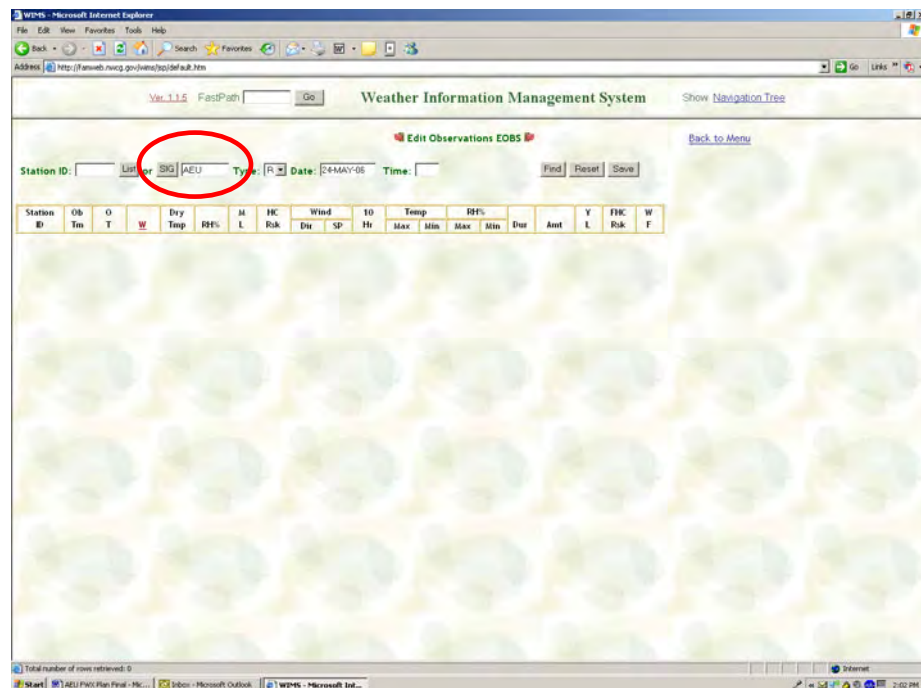 WIMS - Microsoft Internet Explorer
File Edit View Favorites Tools Help
Back Search Favorites
Address http://famweb.nwcg.gov/wims/jsp/default.htm Go Links
Ver. 1.1.5 FastPath Go Weather Information Management System Show Navigation Tree
Edit Observations EOBS Back to Menu
Station ID: List or SIG AEU Type: R Date: 24-MAY-06 Time: Find Reset Save
Station Ob O Dry M HC Wind 10 Temp RH% Y FHC W
ID Tm T W Tmp RH% L Rsk Dir SP Hr Max Min Max Min Dur Amt L Rsk F
Total number of rows retrieved: 0 Internet
Start AEU FWX Plan Final - Mic... Inbox - Microsoft Outlook WIMS - Microsoft Int... 2:02 PM